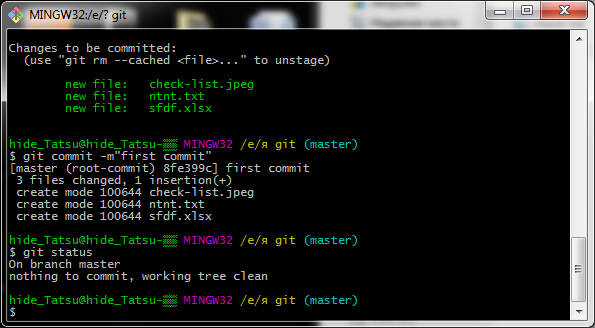 MINGW32:/e/? git
Changes to be committed:
(use "git rm --cached <file>..." to unstage)
new file: check-list.jpeg
new file: ntnt.txt
new file: sfdf.xlsx
hide_Tatsu@hide_Tatsu-▒▒ MINGW32 /e/я git (master)
$ git commit -m"first commit"
[master (root-commit) 8fe399c] first commit
3 files changed, 1 insertion(+)
create mode 100644 check-list.jpeg
create mode 100644 ntnt.txt
create mode 100644 sfdf.xlsx
hide_Tatsu@hide_Tatsu-▒▒ MINGW32 /e/я git (master)
$ git status
On branch master
nothing to commit, working tree clean
hide_Tatsu@hide_Tatsu-▒▒ MINGW32 /e/я git (master)
$